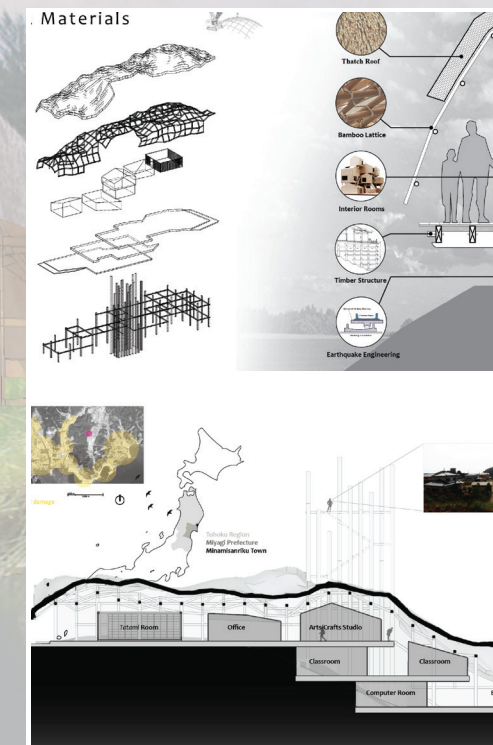 . Materials
Thatch Roof
Bamboo Lattice
Interior Rooms
Timber Structure
Earthquake Engineering
damage
Tohoku Region
Miyagi Prefecture
Minamisanriku Town
Tatami Room
Office
Arts/Crafts Studio
Classroom
Classroom
Computer Room